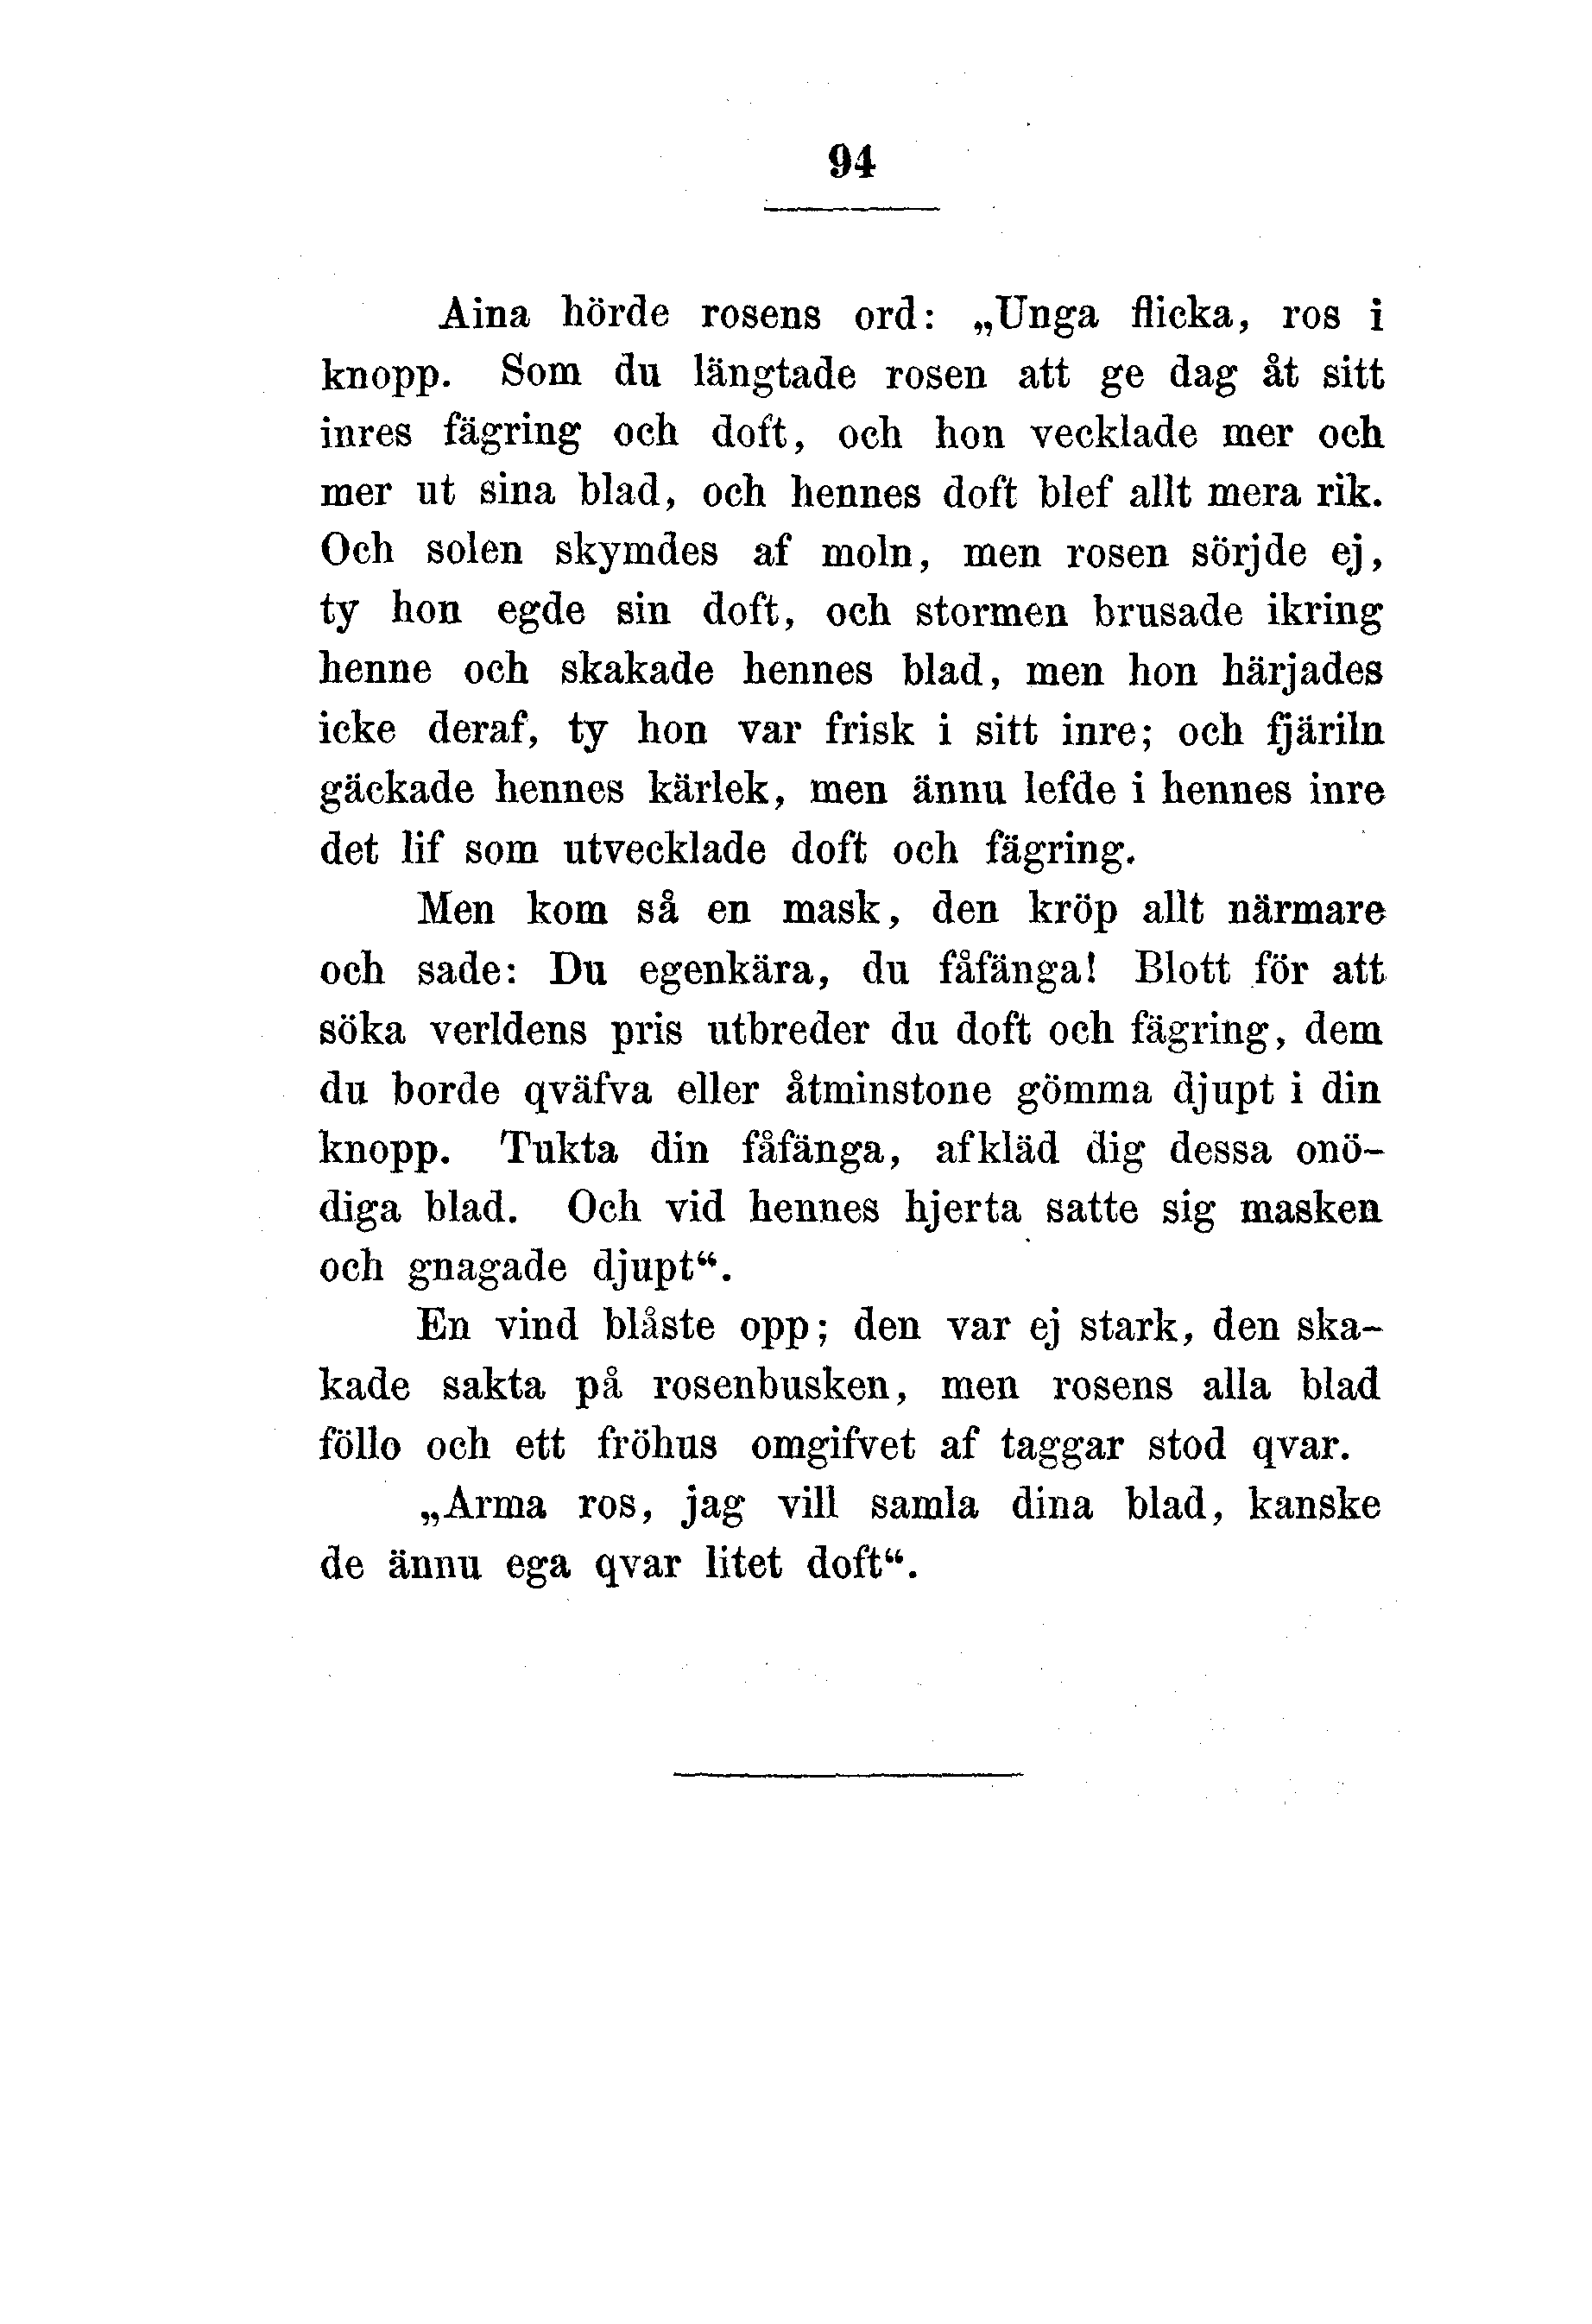 94
Aina hörde rosens ord: „Unga flicka, ros i
knopp. Som du längtade rosen att ge dag åt sitt
inres fägring och doft, och hon vecklade mer och
mer ut sina blad, och hennes doft blef allt mera rik.
Och solen skymdes af moln, men rosen sörjde ej,
ty hon egde sin doft, och stormen brusade ikring
henne och skakade hennes blad, men hon härjades
icke deraf, ty hon var frisk i sitt inre; och fjäriln
gäckade hennes kärlek, men ännu lefde i hennes inre
det lif som utvecklade doft och fägring.
Men kom så en mask, den kröp allt närmare
och sade: Du egenkära, du fåfänga! Blott för att
söka verldens pris utbreder du doft och fägring, dem
du borde qväfva eller åtminstone gömma djupt i din
knopp. Tukta din fåfänga, afkläd dig dessa onö-
diga blad. Och vid hennes hjerta satte sig masken
och gnagade djupt“.
En vind blåste opp; den var ej stark, den ska-
kade sakta på rosenbusken, men rosens alla blad
föllo och ett fröhus omgifvet af taggar stod qvar.
„Arma ros, jag vill samla dina blad, kanske
de ännu ega qvar litet doft“.